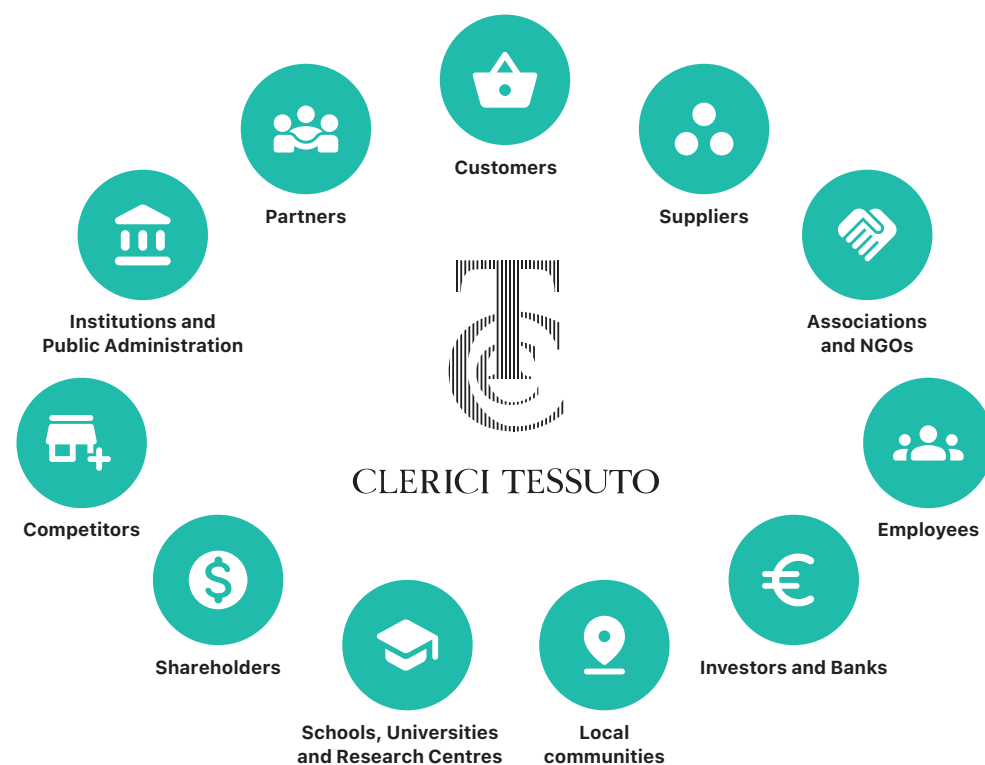 Customers
Partners
Suppliers
Institutions and
Public Administration
Associations
and NGOs
CLERICI TESSUTO
Competitors
Employees
Shareholders
Investors and Banks
Schools, Universities
and Research Centres
Local
communities